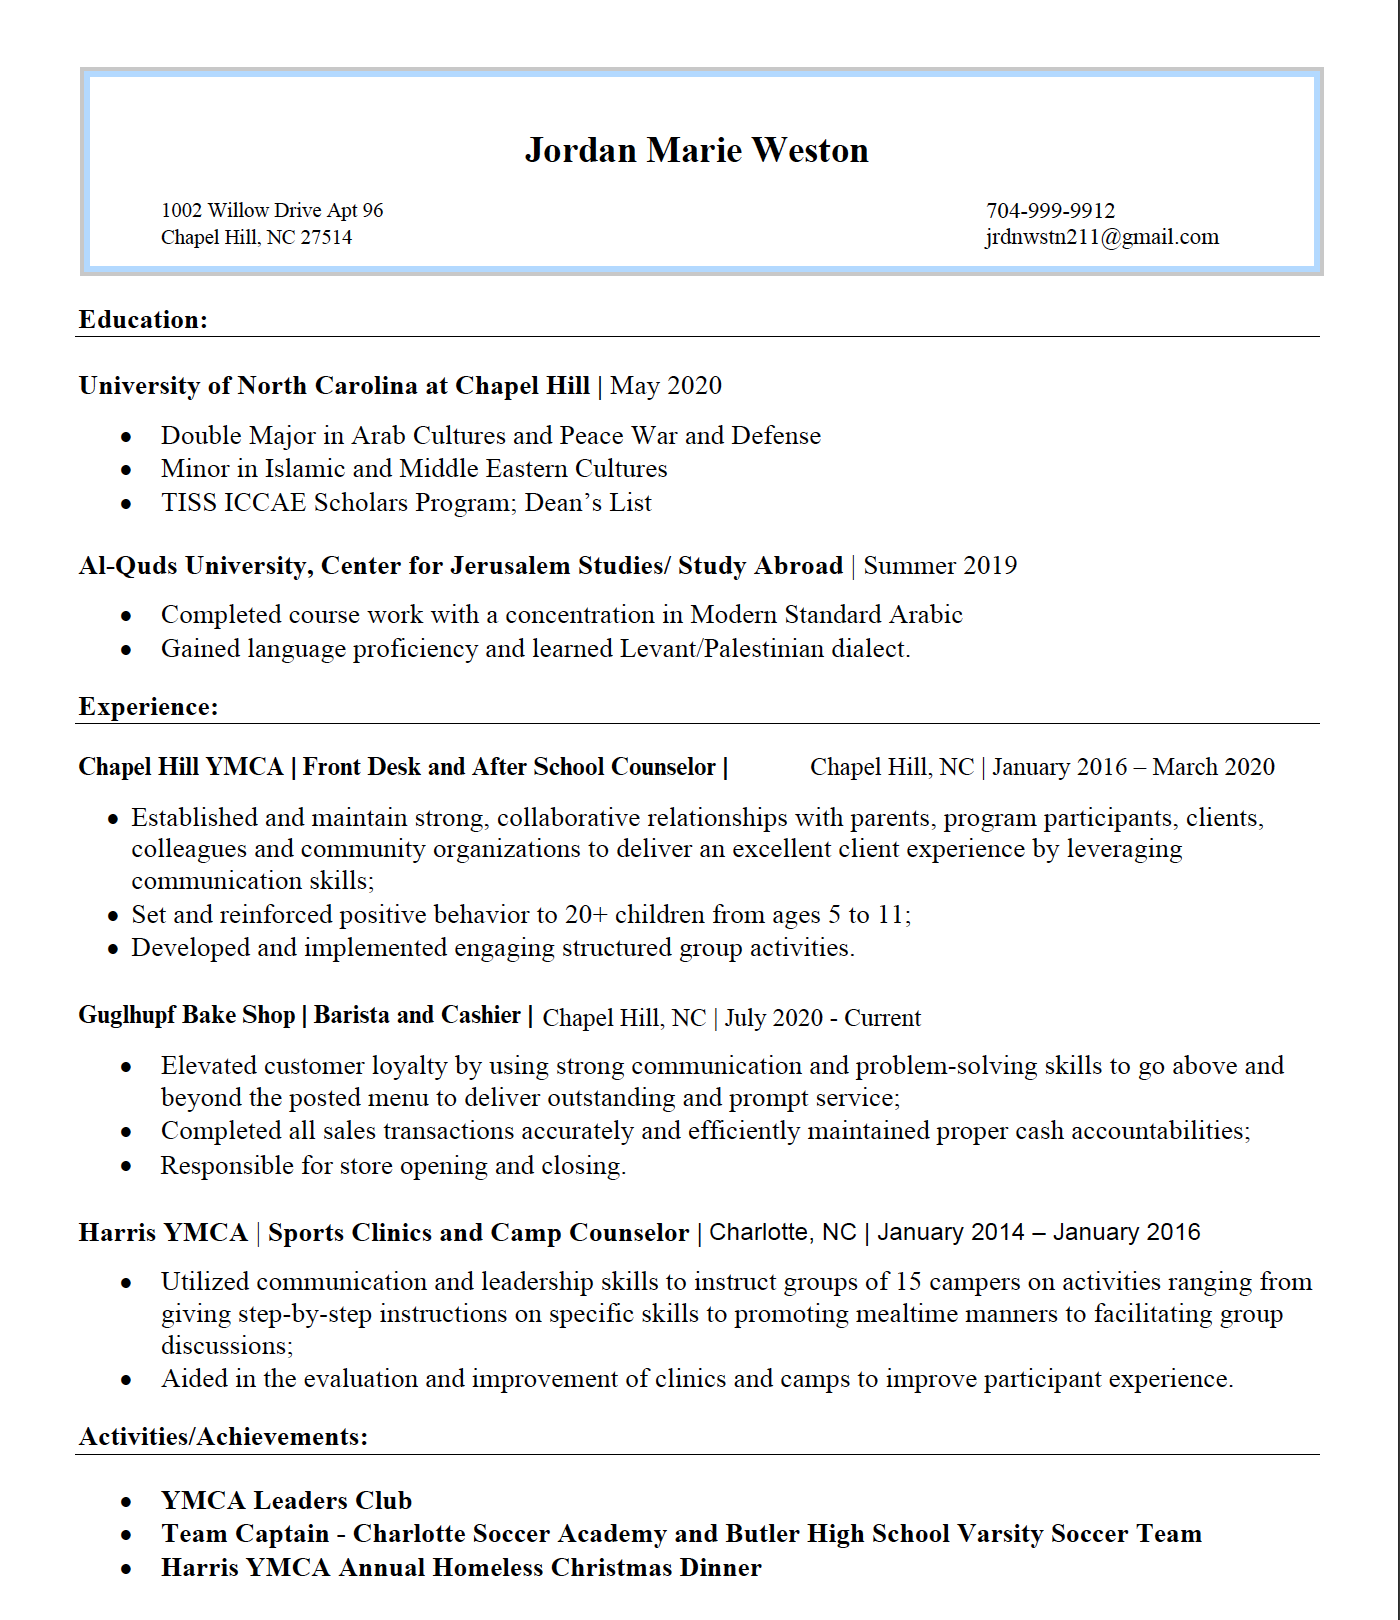 Jordan Marie Weston
1002 Willow Drive Apt 96
704-999-9912
Chapel Hill, NC 27514
jrdnwstn211@gmail.com
Education:
University of North Carolina at Chapel Hill | May 2020
● Double Major in Arab Cultures and Peace War and Defense
● Minor in Islamic and Middle Eastern Cultures
● TISS ICCAE Scholars Program; Dean’s List
Al-Quds University, Center for Jerusalem Studies/ Study Abroad | Summer 2019
● Completed course work with a concentration in Modern Standard Arabic
● Gained language proficiency and learned Levant/Palestinian dialect.
Experience:
Chapel Hill YMCA | Front Desk and After School Counselor | Chapel Hill, NC | January 2016 – March 2020
● Established and maintain strong, collaborative relationships with parents, program participants, clients,
colleagues and community organizations to deliver an excellent client experience by leveraging
communication skills;
● Set and reinforced positive behavior to 20+ children from ages 5 to 11;
● Developed and implemented engaging structured group activities.
Guglhupf Bake Shop | Barista and Cashier | Chapel Hill, NC | July 2020 - Current
● Elevated customer loyalty by using strong communication and problem-solving skills to go above and
beyond the posted menu to deliver outstanding and prompt service;
● Completed all sales transactions accurately and efficiently maintained proper cash accountabilities;
● Responsible for store opening and closing.
Harris YMCA | Sports Clinics and Camp Counselor | Charlotte, NC | January 2014 – January 2016
● Utilized communication and leadership skills to instruct groups of 15 campers on activities ranging from
giving step-by-step instructions on specific skills to promoting mealtime manners to facilitating group
discussions;
● Aided in the evaluation and improvement of clinics and camps to improve participant experience.
Activities/Achievements:
● YMCA Leaders Club
● Team Captain - Charlotte Soccer Academy and Butler High School Varsity Soccer Team
● Harris YMCA Annual Homeless Christmas Dinner